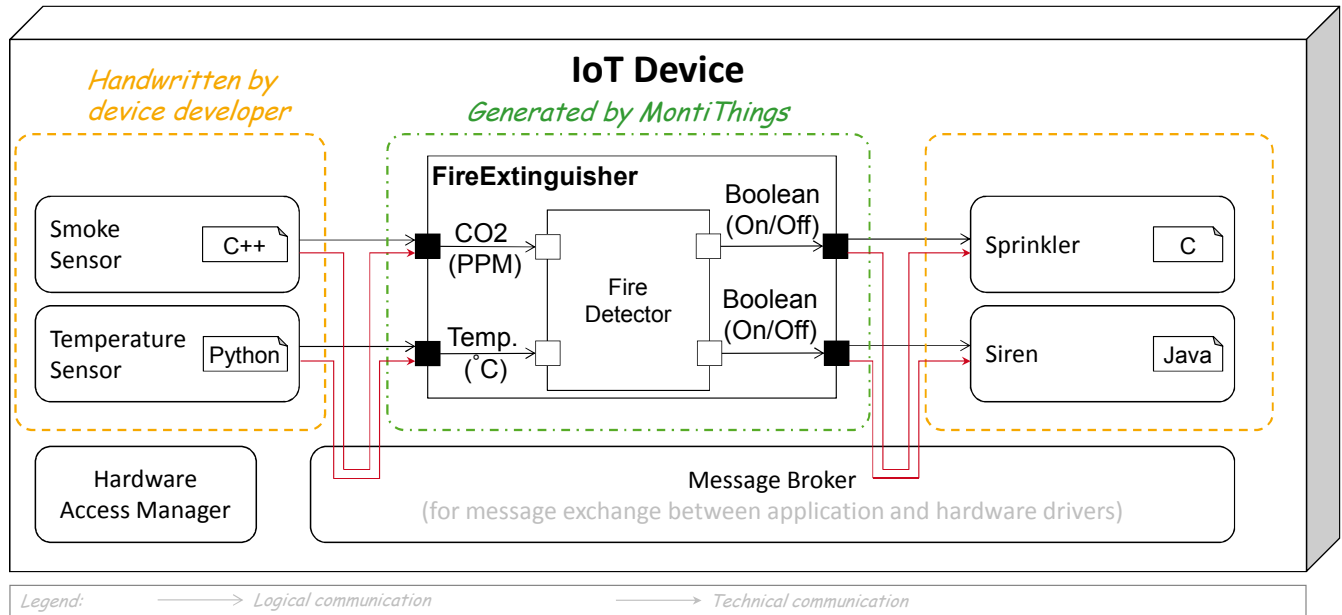 IoT Device
Handwritten by
device developer
Generated by MontiThings
Smoke
Sensor
C++
Temperature
Sensor
Python
FireExtinguisher
CO2
(PPM)
Temp.
(°C)
Fire
Detector
Boolean
(On/Off)
Boolean
(On/Off)
Sprinkler
C
Siren
Java
Hardware
Access Manager
Message Broker
(for message exchange between application and hardware drivers)
Legend:
Logical communication
Technical communication